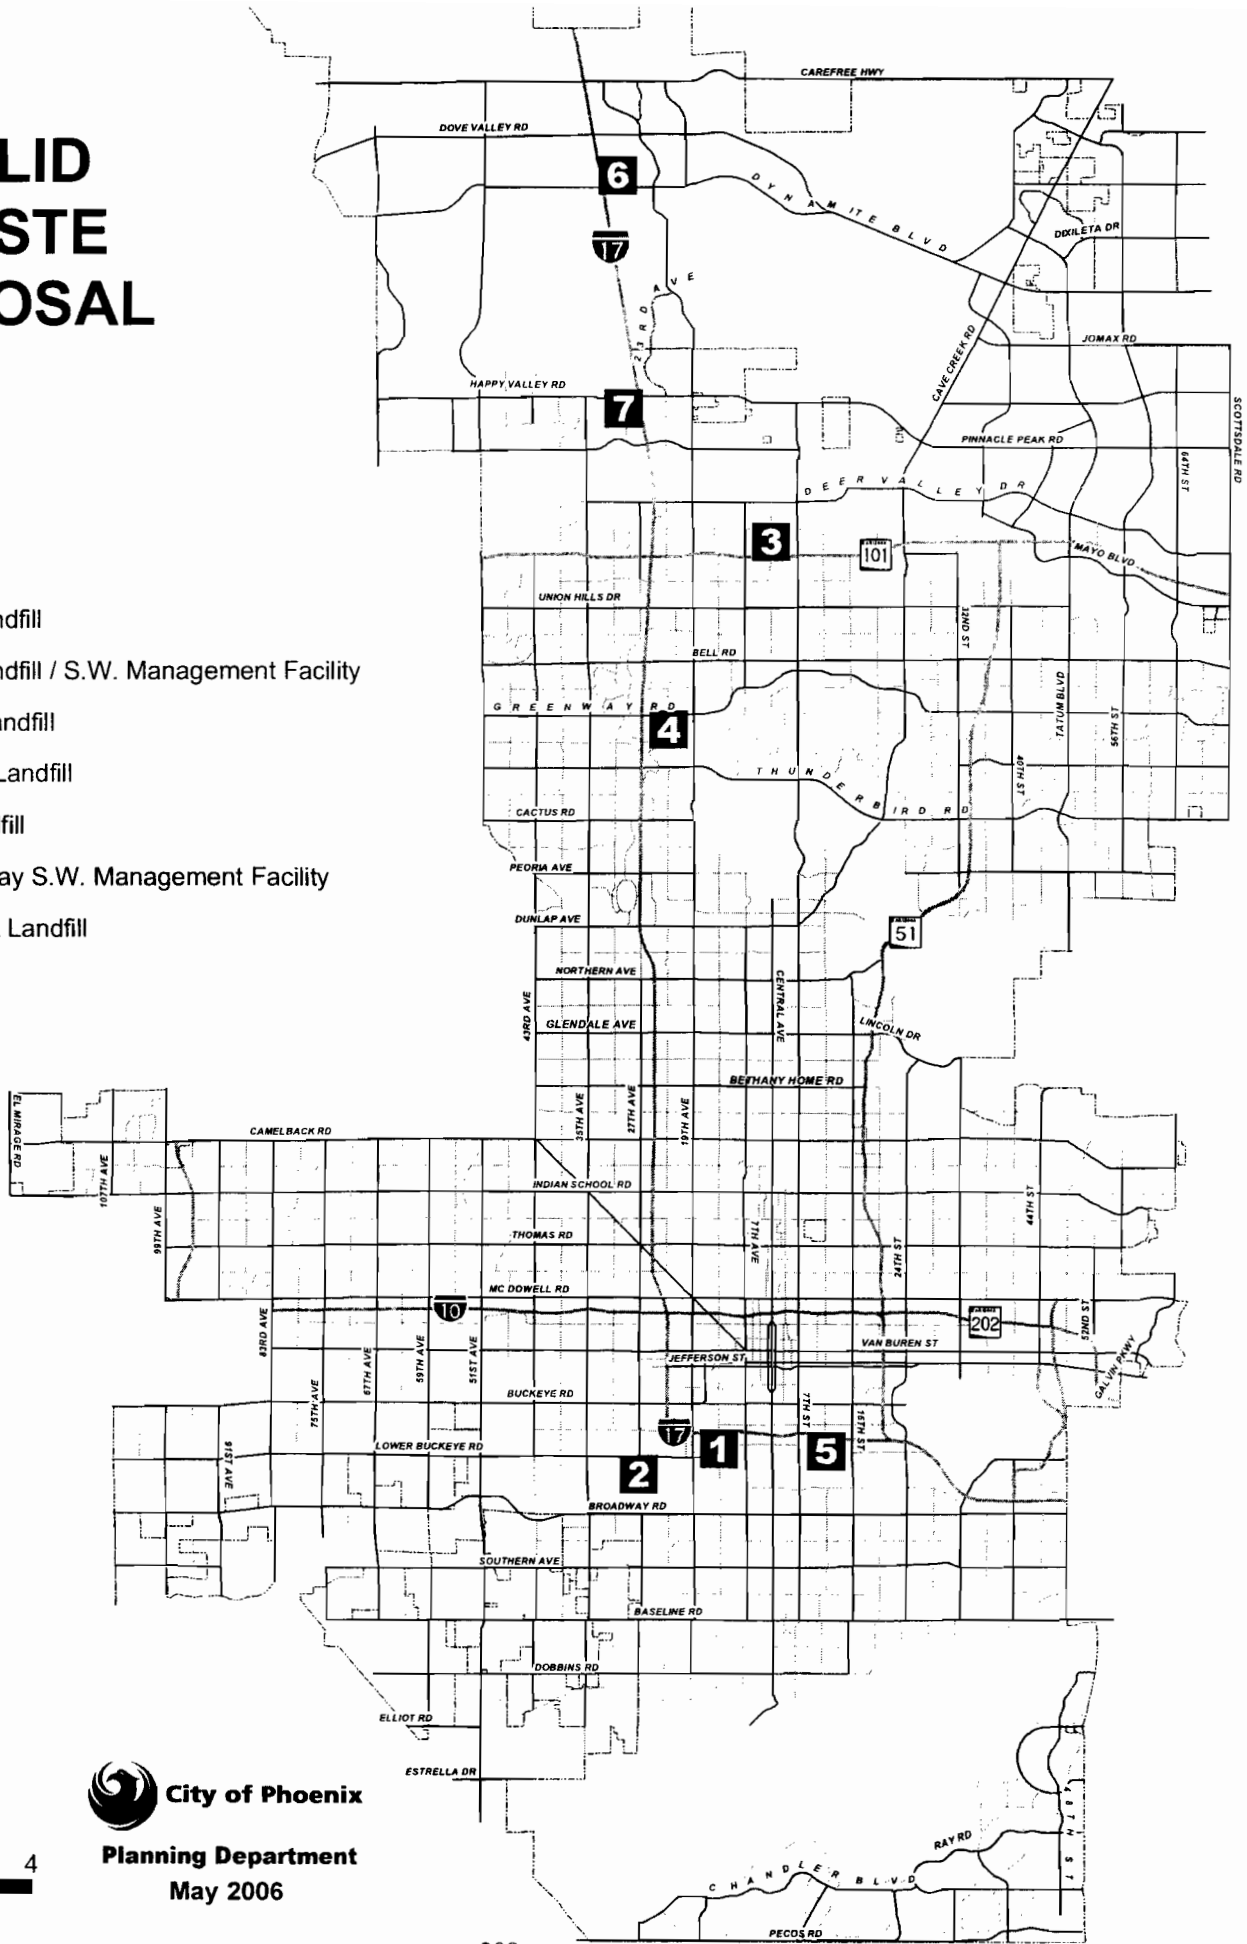 LID
STE
OSAL
ndfill
ndfill / S.W. Management Facility
andfill
Landfill
fill
ay S.W. Management Facility
Landfill
CAREFREE HWY
DOVE VALLEY RD
6
DYNAMITE BLVD
17
DIXILETA DR
23RD AVE
JOMAX RD
CAVE CREEK RD
HAPPY VALLEY RD
7
SCOTTSDALE RD
PINNACLE PEAK RD
64TH ST
DEER VALLEY DR
3
ARIZONA
101
MAYO BLVD
UNION HILLS DR
32ND ST
BELL RD
TATUM BLVD
56TH ST
GREENWAY RD
4
40TH ST
THUNDERBIRD RD
CACTUS RD
PEORIA AVE
DUNLAP AVE
ARIZONA
51
NORTHERN AVE
CENTRAL AVE
43RD AVE
GLENDALE AVE
LINCOLN DR
BETHANY HOME RD
EL MIRAGE RD
35TH AVE
27TH AVE
19TH AVE
CAMELBACK RD
107TH AVE
INDIAN SCHOOL RD
44TH ST
99TH AVE
THOMAS RD
7TH AVE
24TH ST
MC DOWELL RD
10
ARIZONA
202
52ND ST
83RD AVE
VAN BUREN ST
JEFFERSON ST
59TH AVE
51ST AVE
67TH AVE
GALVIN PKWY
75TH AVE
BUCKEYE RD
7TH ST
16TH ST
17
1
5
LOWER BUCKEYE RD
91ST AVE
2
BROADWAY RD
SOUTHERN AVE
BASELINE RD
DOBBINS RD
ELLIOT RD
ESTRELLA DR
48TH ST
RAY RD
CHANDLER BLVD
PECOS RD
City of Phoenix
Planning Department
May 2006
4